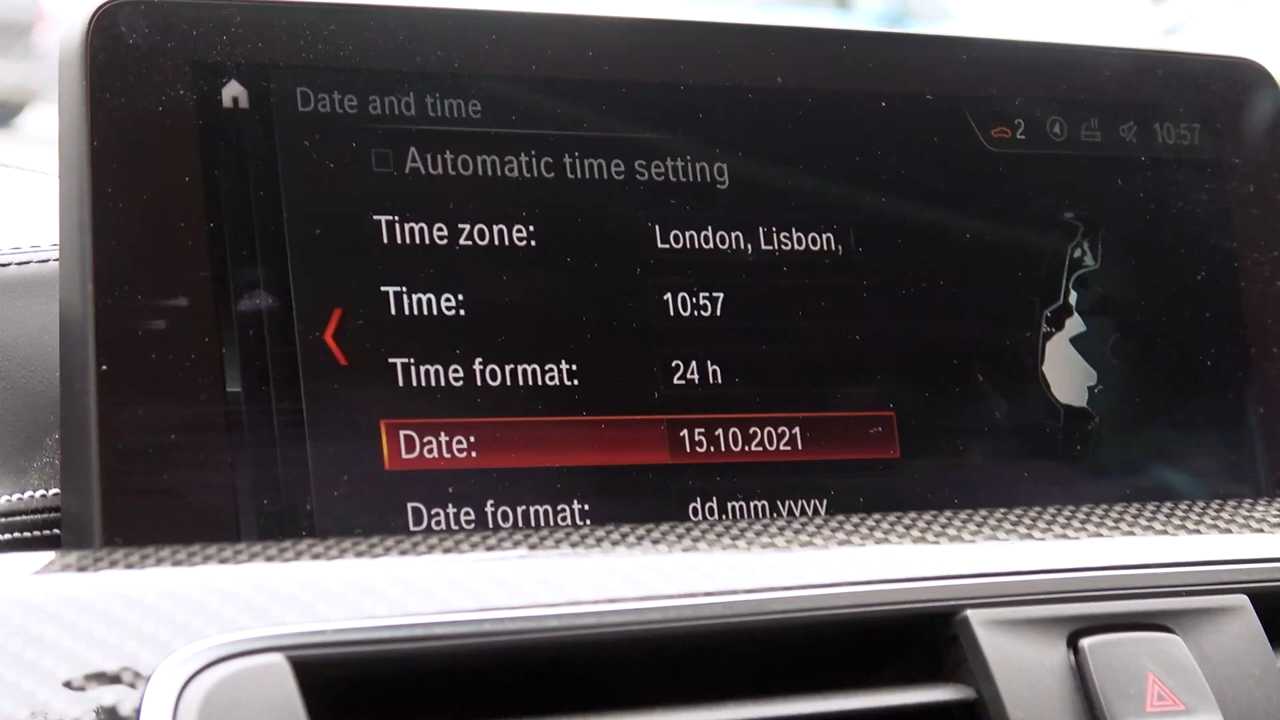 Date and time
2 10:57
Automatic time setting
Time zone: London, Lisbon,
Time: 10:57
Time format: 24 h
Date: 15.10.2021
Date format: dd.mm.yyyy